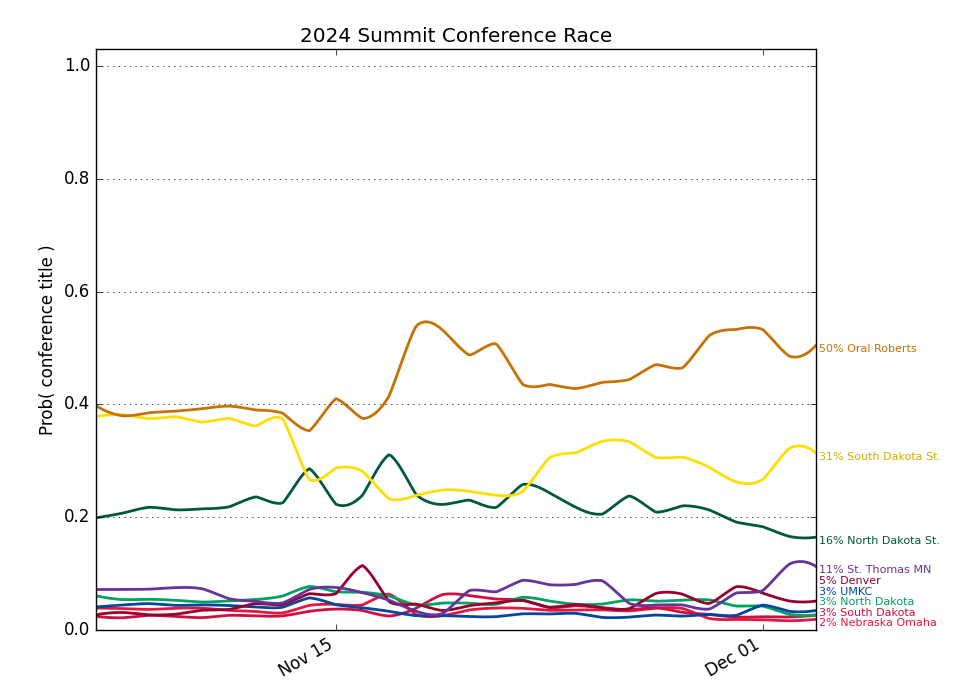 2024 Summit Conference Race
Prob( conference title )
1.0
0.8
0.6
0.4
0.2
0.0
Nov 15
Dec 01
50% Oral Roberts
31% South Dakota St.
16% North Dakota St.
11% St. Thomas MN
5% Denver
3% UMKC
3% North Dakota
3% South Dakota
2% Nebraska Omaha